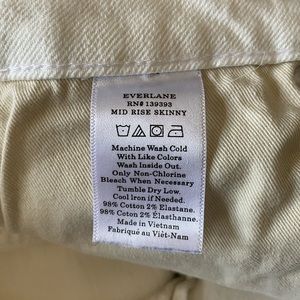 EVERLANE
RN# 139393
MID RISE SKINNY
Machine Wash Cold
With Like Colors
Wash Inside Out.
Only Non-Chlorine
Bleach When Necessary
Tumble Dry Low.
Cool Iron if Needed.
98% Cotton 2% Elastane.
98% Coton 2% Élasthanne.
Made in Vietnam
Fabriqué au Viêt-Nam